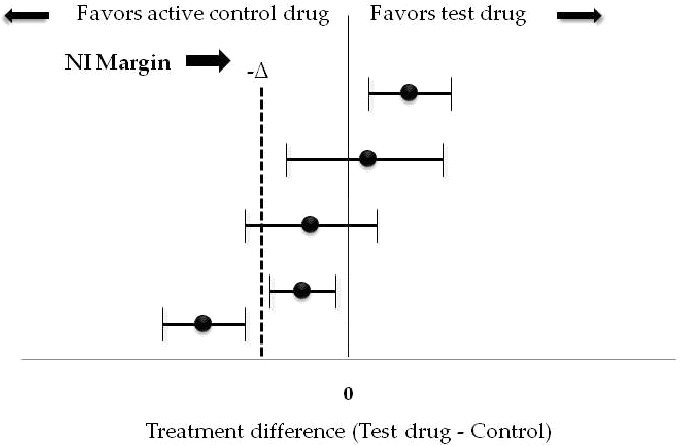 Favors active control drug
Favors test drug
NI Margin
-Δ
0
Treatment difference (Test drug - Control)